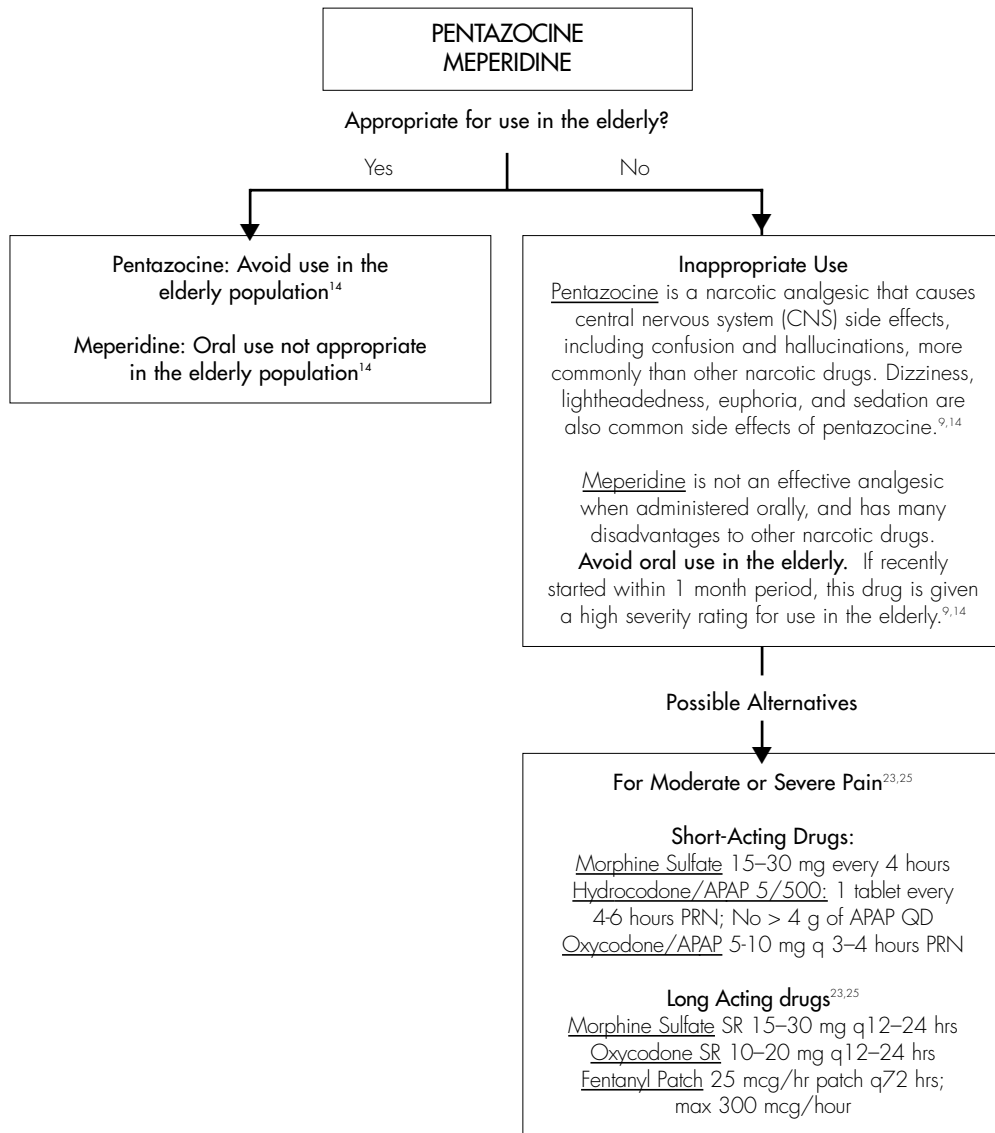 PENTAZOCINE
MEPERIDINE
Appropriate for use in the elderly?
Yes
No
Pentazocine: Avoid use in the
elderly population¹⁴
Meperidine: Oral use not appropriate
in the elderly population¹⁴
Inappropriate Use
Pentazocine is a narcotic analgesic that causes
central nervous system (CNS) side effects,
including confusion and hallucinations, more
commonly than other narcotic drugs. Dizziness,
lightheadedness, euphoria, and sedation are
also common side effects of pentazocine.⁹,¹⁴
Meperidine is not an effective analgesic
when administered orally, and has many
disadvantages to other narcotic drugs.
Avoid oral use in the elderly. If recently
started within 1 month period, this drug is given
a high severity rating for use in the elderly.⁹,¹⁴
Possible Alternatives
For Moderate or Severe Pain²³,²⁵
Short-Acting Drugs:
Morphine Sulfate 15–30 mg every 4 hours
Hydrocodone/APAP 5/500: 1 tablet every
4-6 hours PRN; No > 4 g of APAP QD
Oxycodone/APAP 5-10 mg q 3–4 hours PRN
Long Acting drugs²³,²⁵
Morphine Sulfate SR 15–30 mg q12–24 hrs
Oxycodone SR 10–20 mg q12–24 hrs
Fentanyl Patch 25 mcg/hr patch q72 hrs;
max 300 mcg/hour